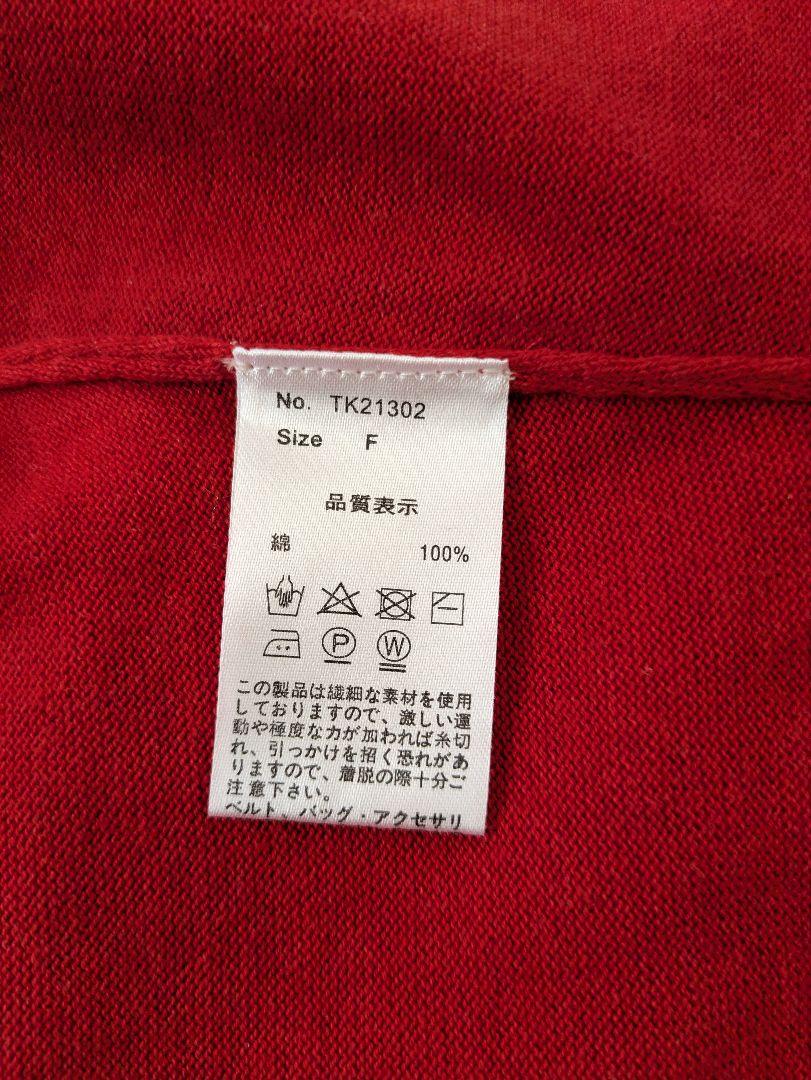 No. TK21302
Size F
品質表示
綿 100%
P W
この製品は繊細な素材を使用
しておりますので、激しい運
動や極度な力が加われば糸切
れ、引っかけを招く恐れがあ
りますので、着脱の際十分ご
注意下さい。
ベルト、バッグ・アクセサリ